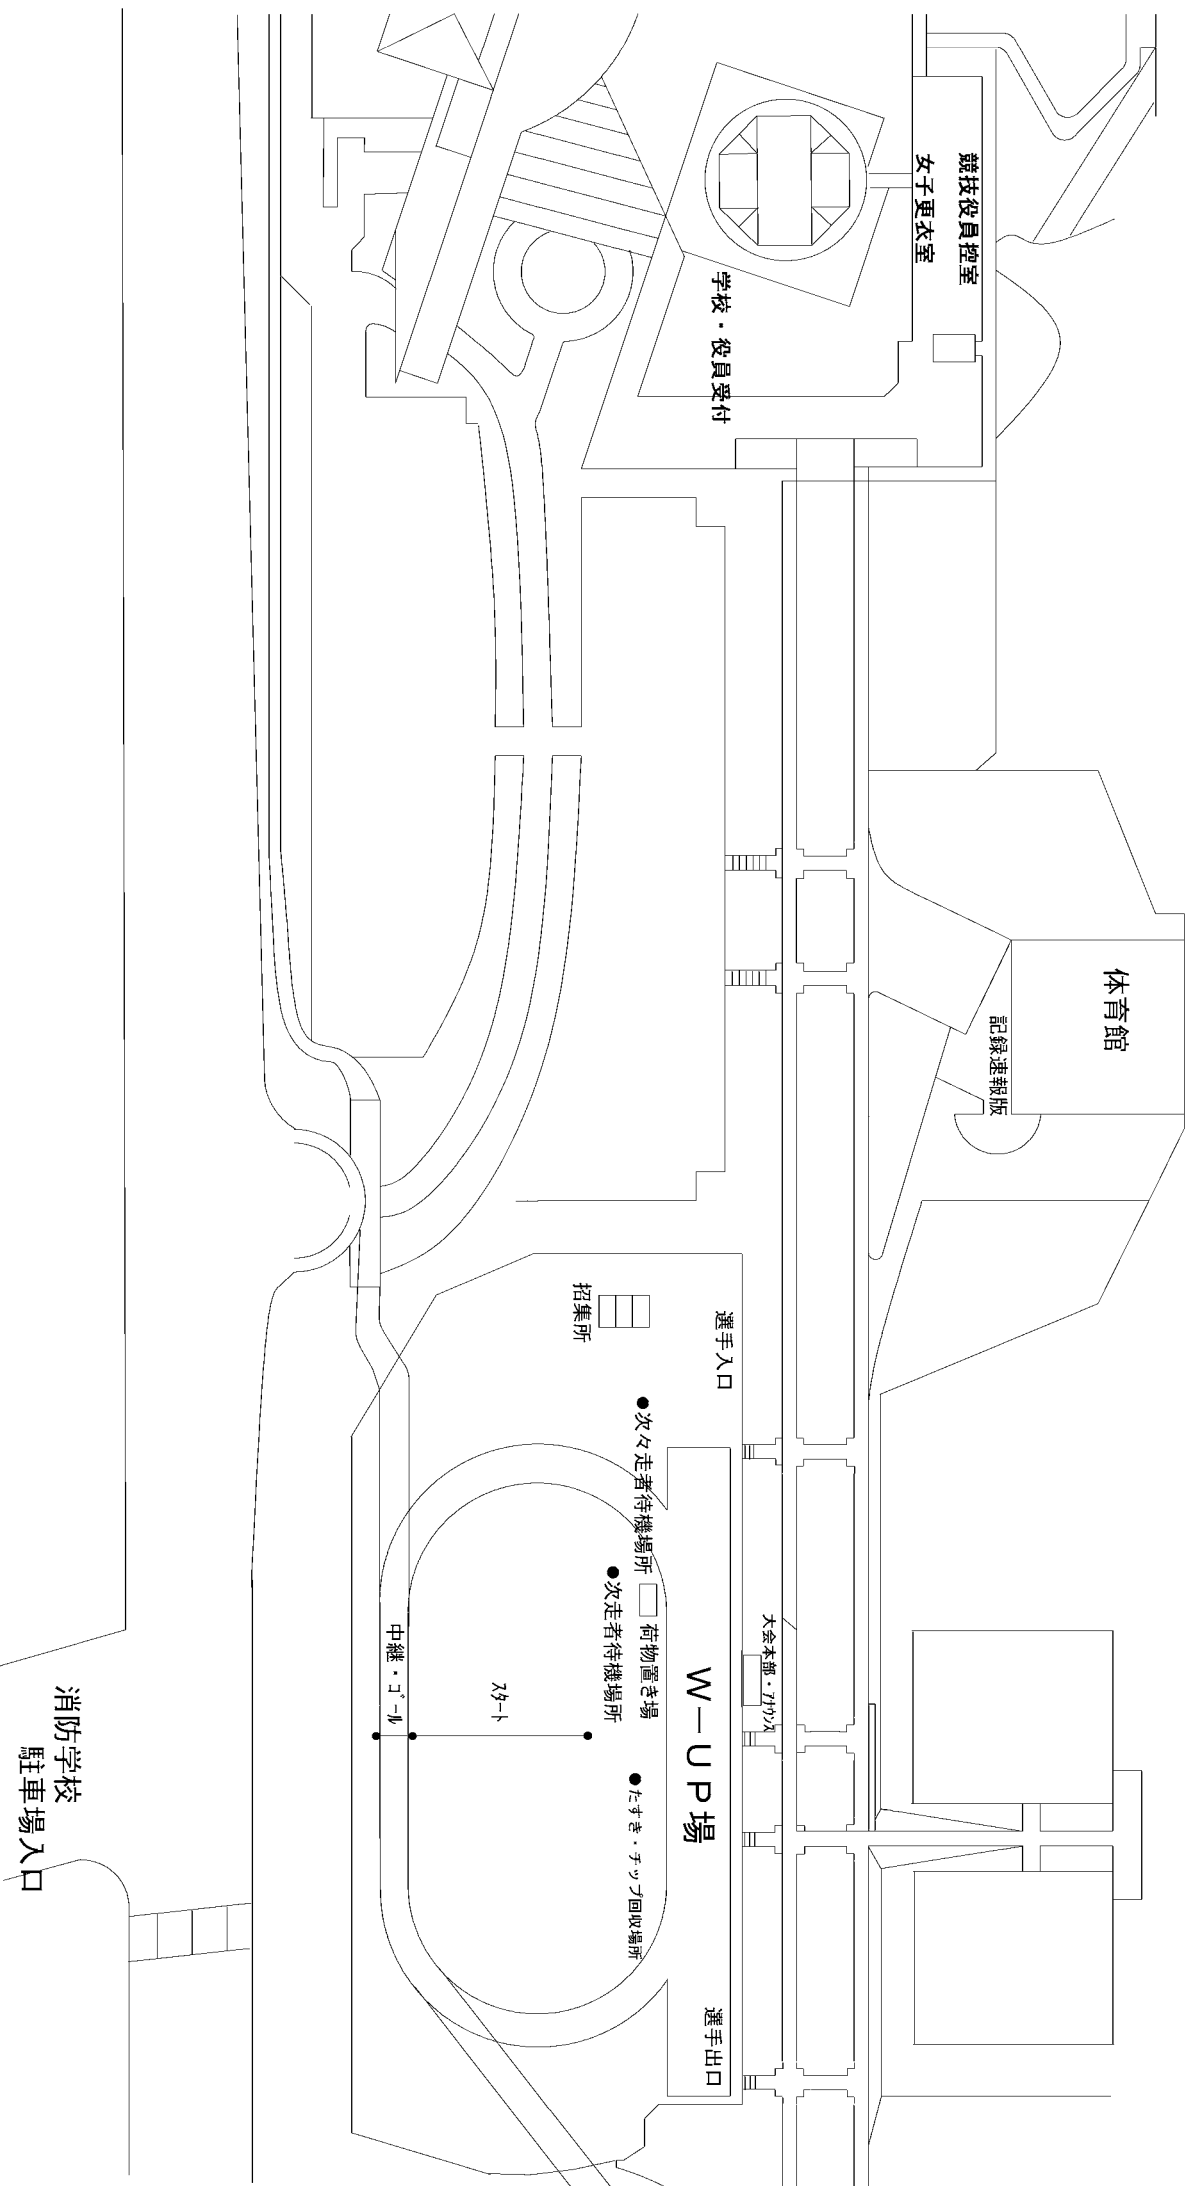 競技役員控室
女子更衣室
学校・役員受付
体育館
記録速報版
招集所
選手入口
●次々走者待機場所
●次走者待機場所
荷物置き場
大会本部・ｱﾅｳﾝｽ
W－UP場
中継・ｺﾞｰﾙ
ｽﾀｰﾄ
●たすき・チップ回収場所
選手出口
消防学校
駐車場入口